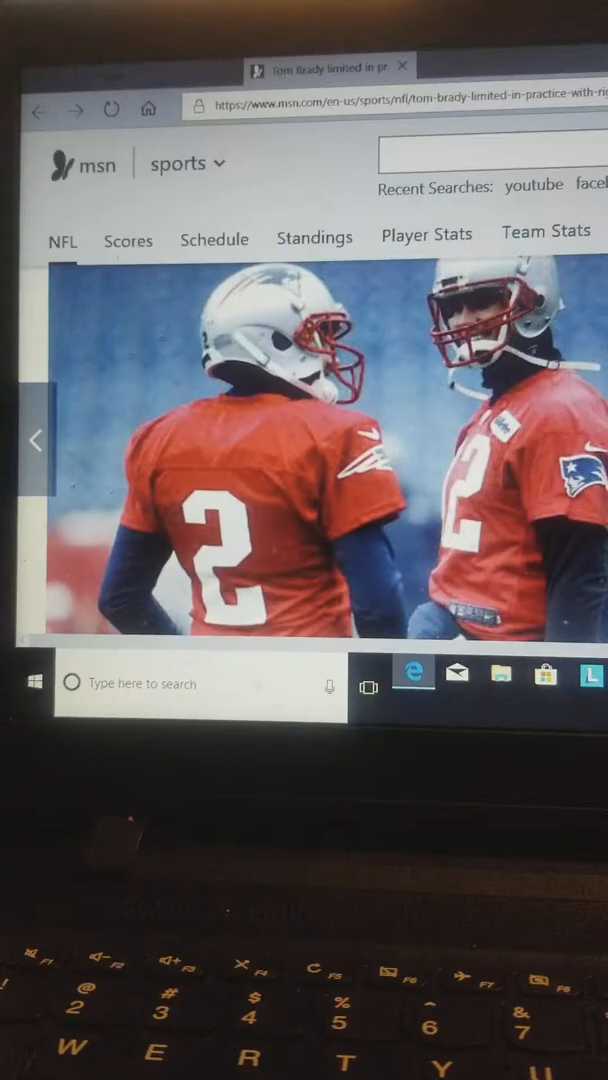 Tom Brady limited in pr
https://www.msn.com/en-us/sports/nfl/tom-brady-limited-in-practice-with-rig
msn
sports
Recent Searches: youtube facel
NFL Scores Schedule Standings Player Stats Team Stats
2
12
Type here to search
L
F1 F2 F3 F4 F5 F6 F7 F8
! @ # $ % ^ &
2 3 4 5 6 7
W E R T Y U